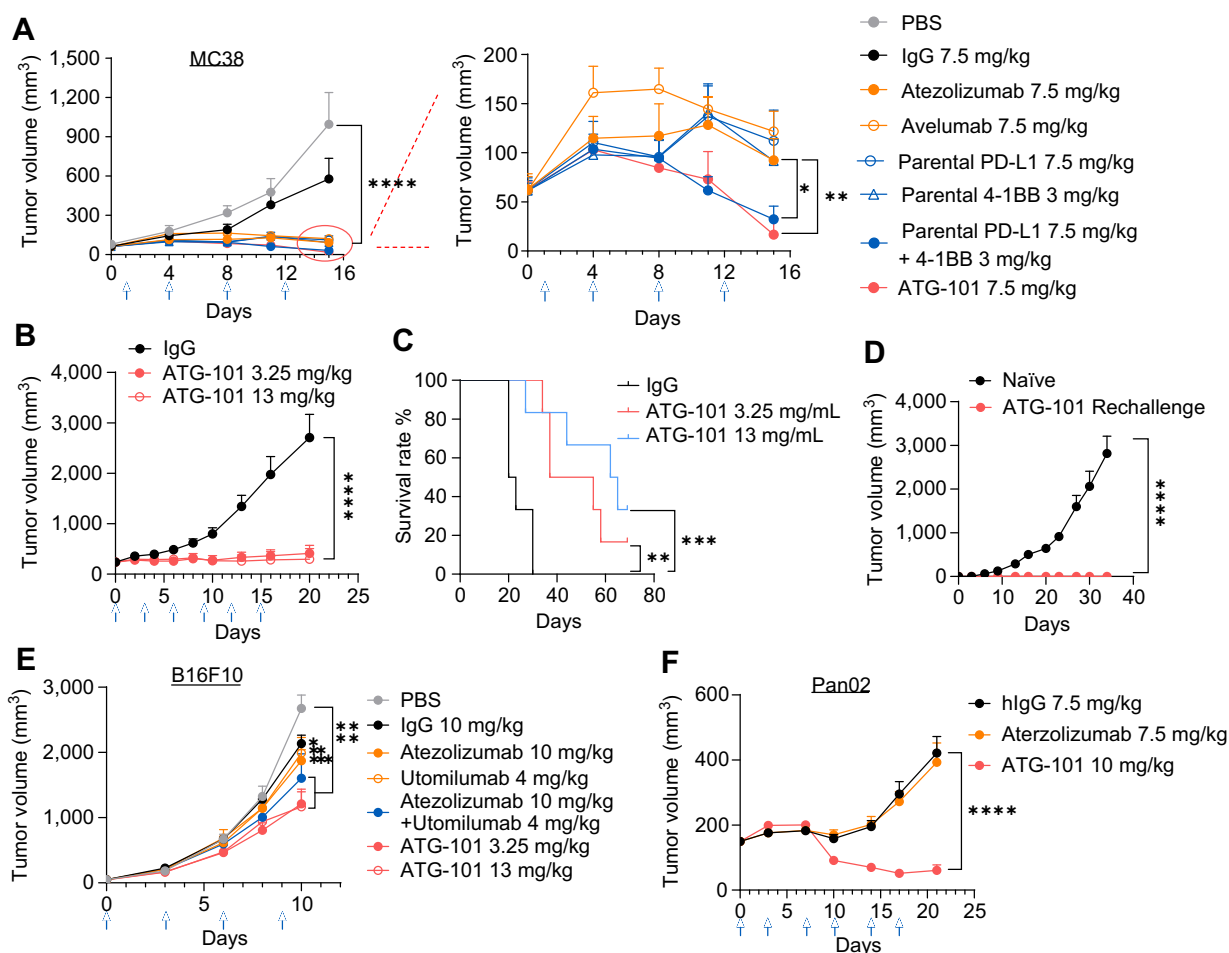 A
MC38
Tumor volume (mm³)
1,500
1,200
900
600
300
0
0 4 8 12 16
Days
****
Tumor volume (mm³)
200
150
100
50
0
0 4 8 12 16
Days
*
**
PBS
IgG 7.5 mg/kg
Atezolizumab 7.5 mg/kg
Avelumab 7.5 mg/kg
Parental PD-L1 7.5 mg/kg
Parental 4-1BB 3 mg/kg
Parental PD-L1 7.5 mg/kg
+ 4-1BB 3 mg/kg
ATG-101 7.5 mg/kg
B
IgG
ATG-101 3.25 mg/kg
ATG-101 13 mg/kg
Tumor volume (mm³)
4,000
3,000
2,000
1,000
0
0 5 10 15 20 25
Days
****
C
IgG
ATG-101 3.25 mg/mL
ATG-101 13 mg/mL
Survival rate %
100
80
60
40
20
0
0 20 40 60 80
Days
**
***
D
Naïve
ATG-101 Rechallenge
Tumor volume (mm³)
4,000
3,000
2,000
1,000
0
0 10 20 30 40
Days
****
E
B16F10
Tumor volume (mm³)
3,000
2,000
1,000
0
0 3 6 9 12
Days
PBS
IgG 10 mg/kg
Atezolizumab 10 mg/kg
Utomilumab 4 mg/kg
Atezolizumab 10 mg/kg
+Utomilumab 4 mg/kg
ATG-101 3.25 mg/kg
ATG-101 13 mg/kg
F
Pan02
Tumor volume (mm³)
600
400
200
0
0 5 10 15 20 25
Days
hIgG 7.5 mg/kg
Aterzolizumab 7.5 mg/kg
ATG-101 10 mg/kg
****